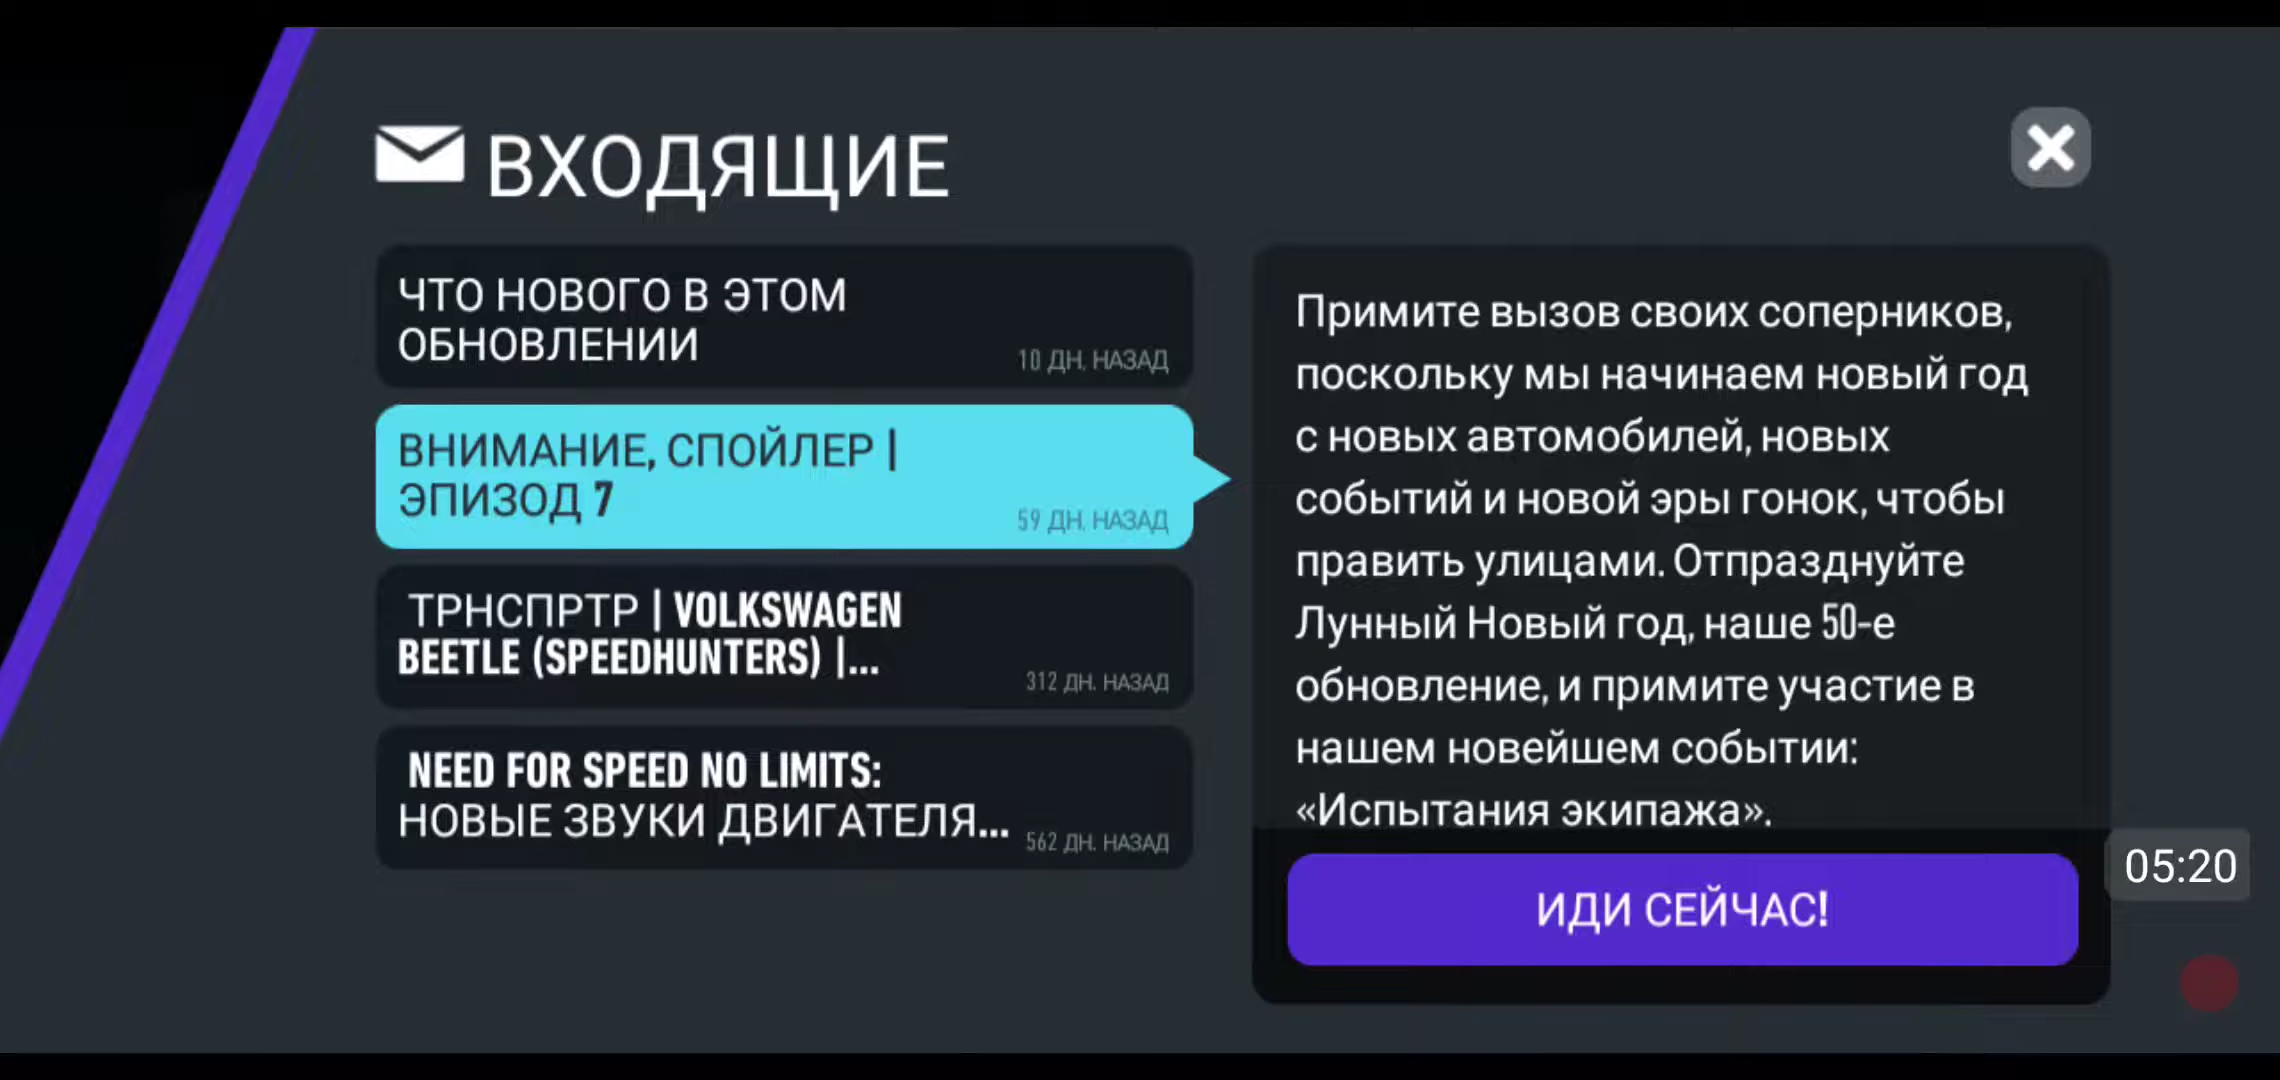 ВХОДЯЩИЕ
ЧТО НОВОГО В ЭТОМ
ОБНОВЛЕНИИ
10 ДН. НАЗАД
ВНИМАНИЕ, СПОЙЛЕР |
ЭПИЗОД 7
59 ДН. НАЗАД
ТРНСПРТР | VOLKSWAGEN
BEETLE (SPEEDHUNTERS) |...
312 ДН. НАЗАД
NEED FOR SPEED NO LIMITS:
НОВЫЕ ЗВУКИ ДВИГАТЕЛЯ...
562 ДН. НАЗАД
Примите вызов своих соперников,
поскольку мы начинаем новый год
с новых автомобилей, новых
событий и новой эры гонок, чтобы
править улицами. Отпразднуйте
Лунный Новый год, наше 50-е
обновление, и примите участие в
нашем новейшем событии:
«Испытания экипажа».
ИДИ СЕЙЧАС!
05:20